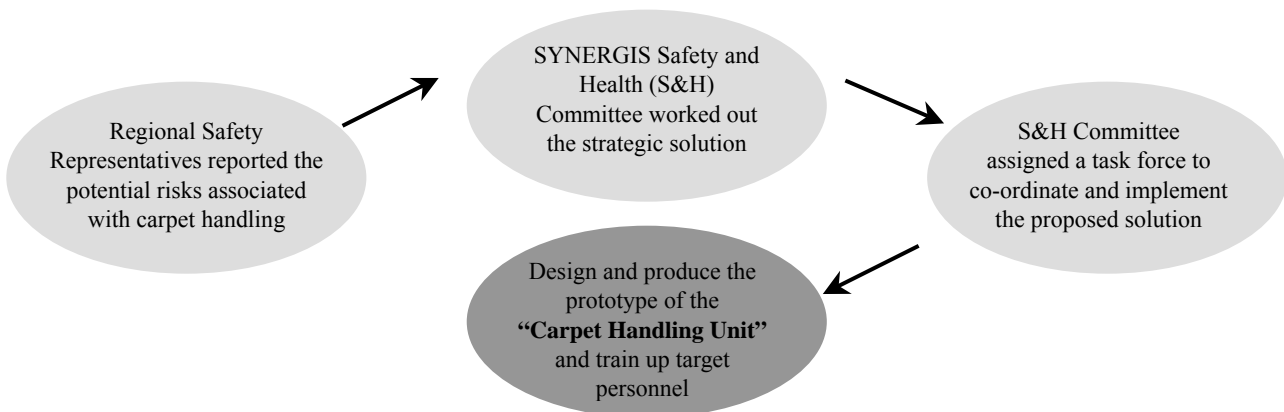 Regional Safety
Representatives reported the
potential risks associated
with carpet handling
SYNERGIS Safety and
Health (S&H)
Committee worked out
the strategic solution
S&H Committee
assigned a task force to
co-ordinate and implement
the proposed solution
Design and produce the
prototype of the
“Carpet Handling Unit”
and train up target
personnel